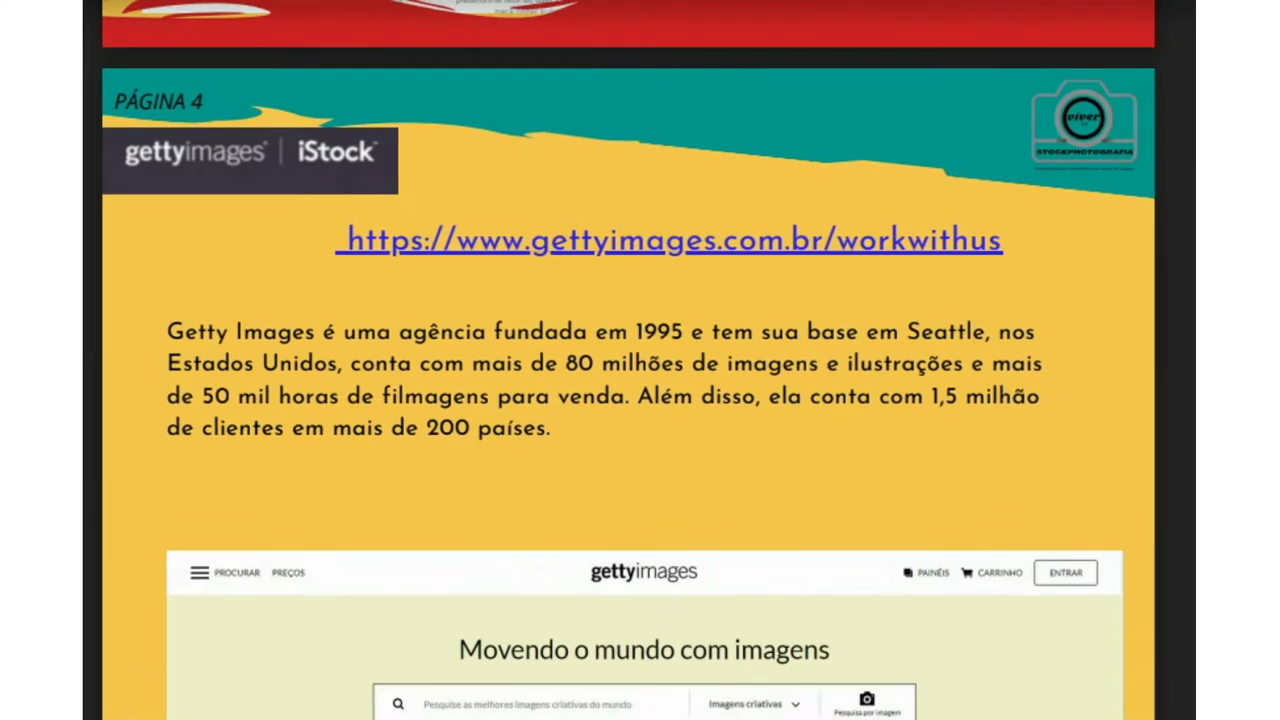 PÁGINA 4
gettyimages® | iStock™
viver
STOCKPHOTOGRAFIA
https://www.gettyimages.com.br/workwithus
Getty Images é uma agência fundada em 1995 e tem sua base em Seattle, nos
Estados Unidos, conta com mais de 80 milhões de imagens e ilustrações e mais
de 50 mil horas de filmagens para venda. Além disso, ela conta com 1,5 milhão
de clientes em mais de 200 países.
PROCURAR PREÇOS gettyimages PAINÉIS CARRINHO ENTRAR
Movendo o mundo com imagens
Pesquise as melhores imagens criativas do mundo Imagens criativas Pesquisa por imagem